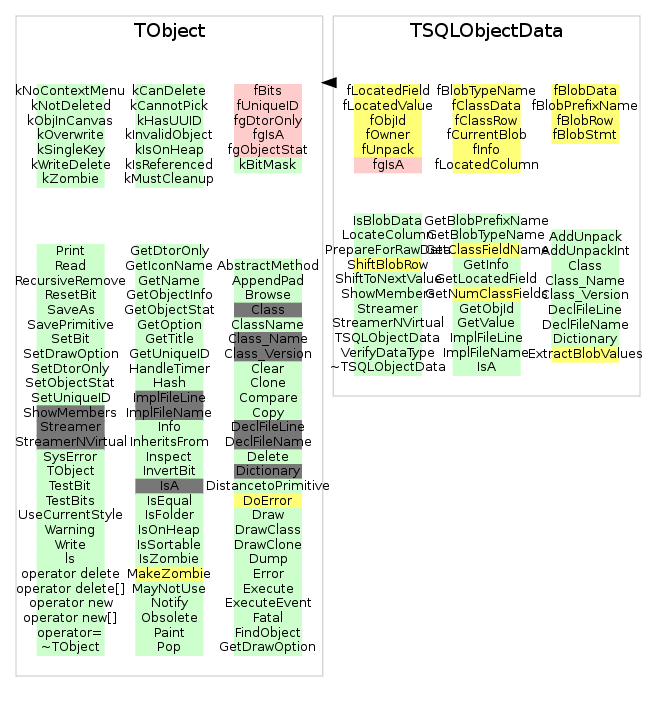 TObject
kNoContextMenu
kNotDeleted
kObjInCanvas
kOverwrite
kSingleKey
kWriteDelete
kZombie
kCanDelete
kCannotPick
kHasUUID
kInvalidObject
kIsOnHeap
kIsReferenced
kMustCleanup
fBits
fUniqueID
fgDtorOnly
fgIsA
fgObjectStat
kBitMask
Print
Read
RecursiveRemove
ResetBit
SaveAs
SavePrimitive
SetBit
SetDrawOption
SetDtorOnly
SetObjectStat
SetUniqueID
ShowMembers
Streamer
StreamerNVirtual
SysError
TObject
TestBit
TestBits
UseCurrentStyle
Warning
Write
ls
operator delete
operator delete[]
operator new
operator new[]
operator=
~TObject
GetDtorOnly
GetIconName
GetName
GetObjectInfo
GetObjectStat
GetOption
GetTitle
GetUniqueID
HandleTimer
Hash
ImplFileLine
ImplFileName
Info
InheritsFrom
Inspect
InvertBit
IsA
IsEqual
IsFolder
IsOnHeap
IsSortable
IsZombie
MakeZombie
MayNotUse
Notify
Obsolete
Paint
Pop
AbstractMethod
AppendPad
Browse
Class
ClassName
Class_Name
Class_Version
Clear
Clone
Compare
Copy
DeclFileLine
DeclFileName
Delete
Dictionary
DistancetoPrimitive
DoError
Draw
DrawClass
DrawClone
Dump
Error
Execute
ExecuteEvent
Fatal
FindObject
GetDrawOption
TSQLObjectData
fLocatedField
fLocatedValue
fObjId
fOwner
fUnpack
fgIsA
fBlobTypeName
fClassData
fClassRow
fCurrentBlob
fInfo
fLocatedColumn
fBlobData
fBlobPrefixName
fBlobRow
fBlobStmt
IsBlobData
LocateColumn
PrepareForRawData
ShiftBlobRow
ShiftToNextValue
ShowMembers
Streamer
StreamerNVirtual
TSQLObjectData
VerifyDataType
~TSQLObjectData
GetBlobPrefixName
GetBlobTypeName
GetClassFieldName
GetInfo
GetLocatedField
GetNumClassFields
GetObjId
GetValue
ImplFileLine
ImplFileName
IsA
AddUnpack
AddUnpackInt
Class
Class_Name
Class_Version
DeclFileLine
DeclFileName
Dictionary
ExtractBlobValues